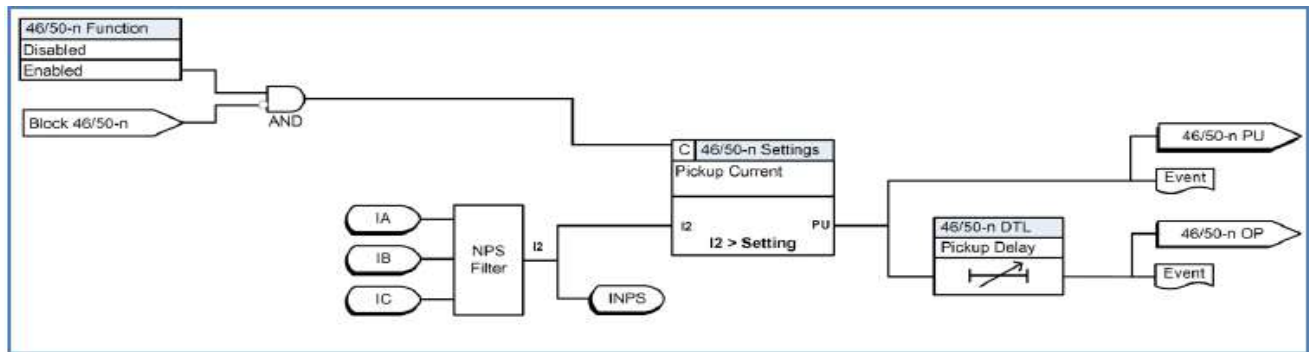 46/50-n Function
Disabled
Enabled
Block 46/50-n
AND
C 46/50-n Settings
Pickup Current
I2 PU
I2 > Setting
IA
IB
IC
NPS
Filter
I2
INPS
46/50-n PU
Event
46/50-n DTL
Pickup Delay
46/50-n OP
Event